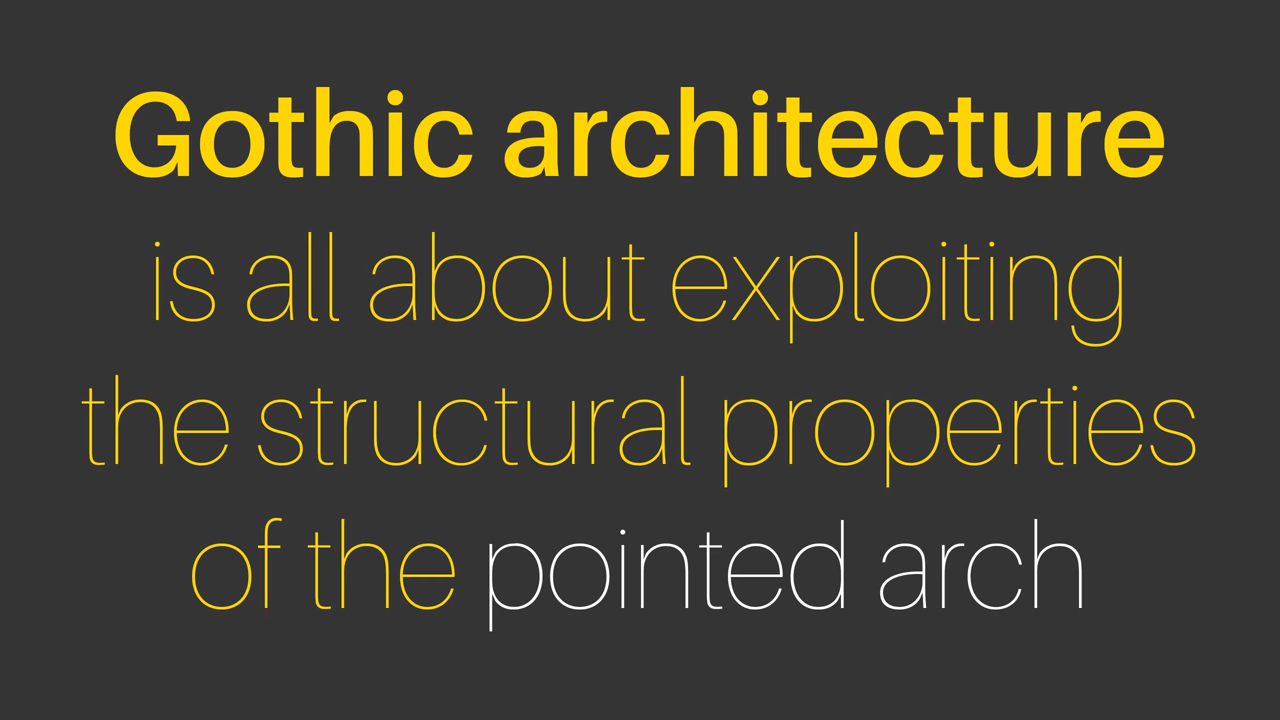 Gothic architecture
is all about exploiting
the structural properties
of the pointed arch